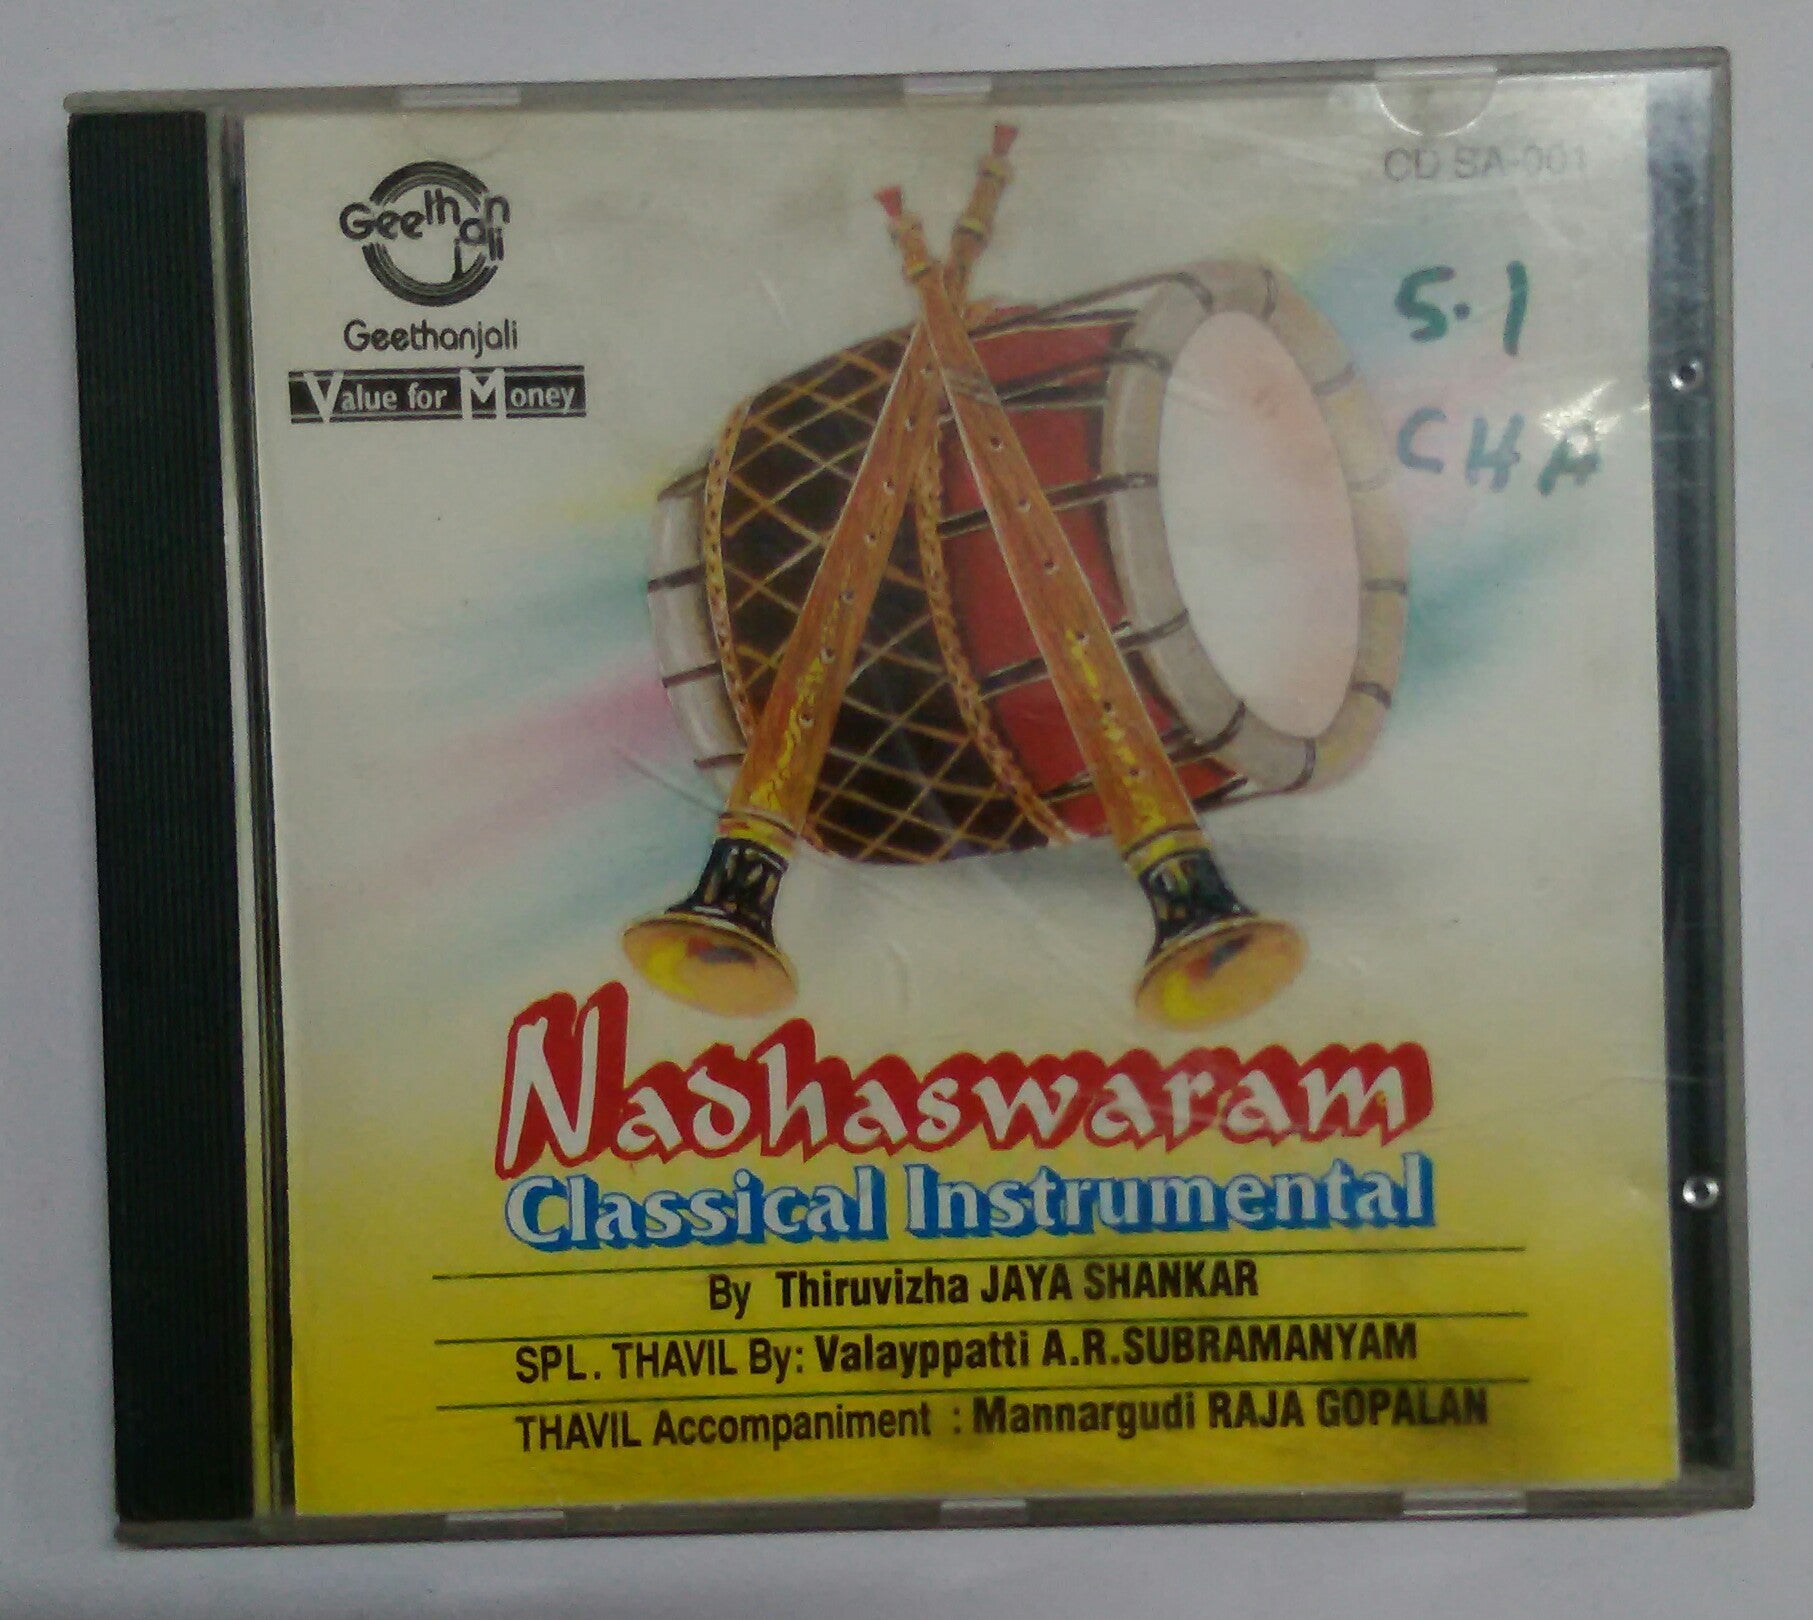 Geethanjali
Geethanjali
Value for Money
CD SA-001
S.1
CHA
Nadhaswaram
Classical Instrumental
By Thiruvizha JAYA SHANKAR
SPL. THAVIL By: Valayppatti A.R.SUBRAMANYAM
THAVIL Accompaniment : Mannargudi RAJA GOPALAN